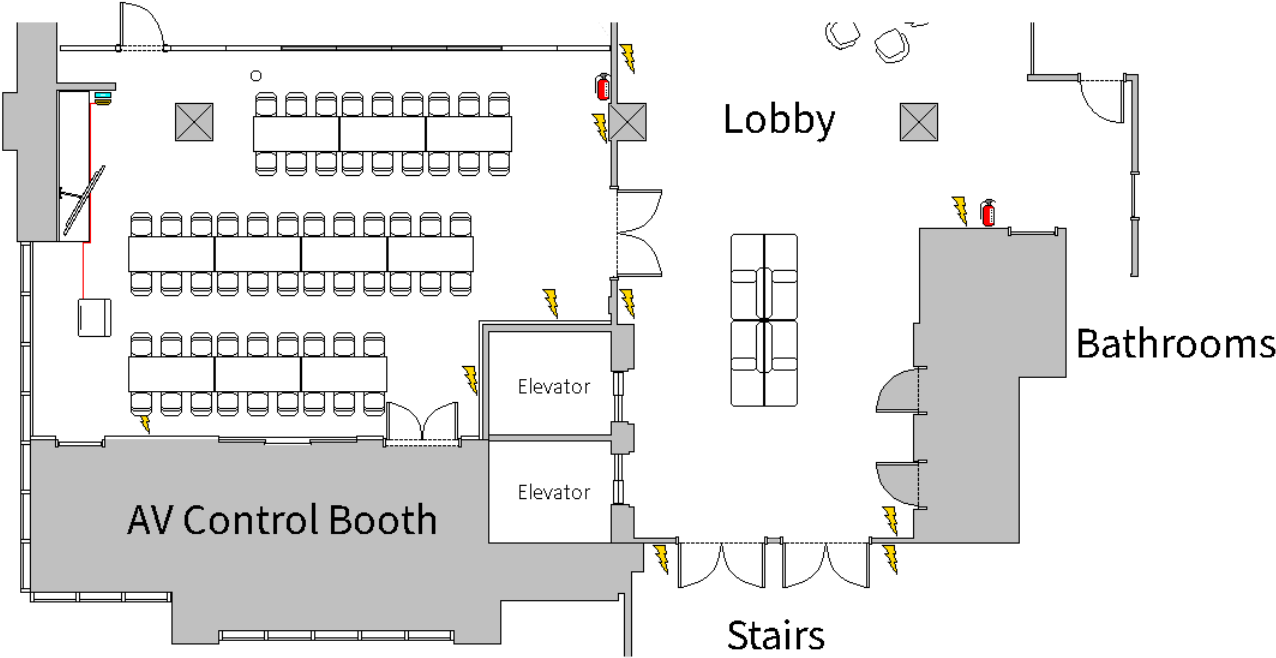 Lobby
Bathrooms
Elevator
Elevator
AV Control Booth
Stairs